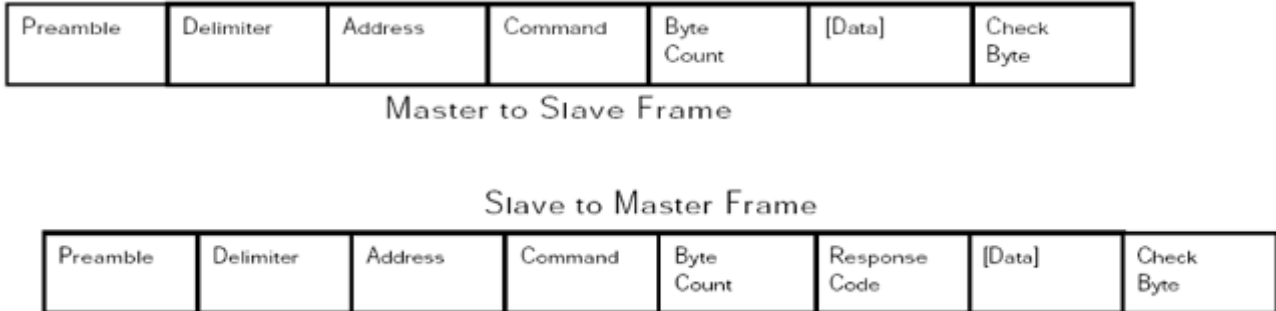 Preamble Delimiter Address Command Byte Count [Data] Check Byte
Master to Slave Frame
Slave to Master Frame
Preamble Delimiter Address Command Byte Count Response Code [Data] Check Byte